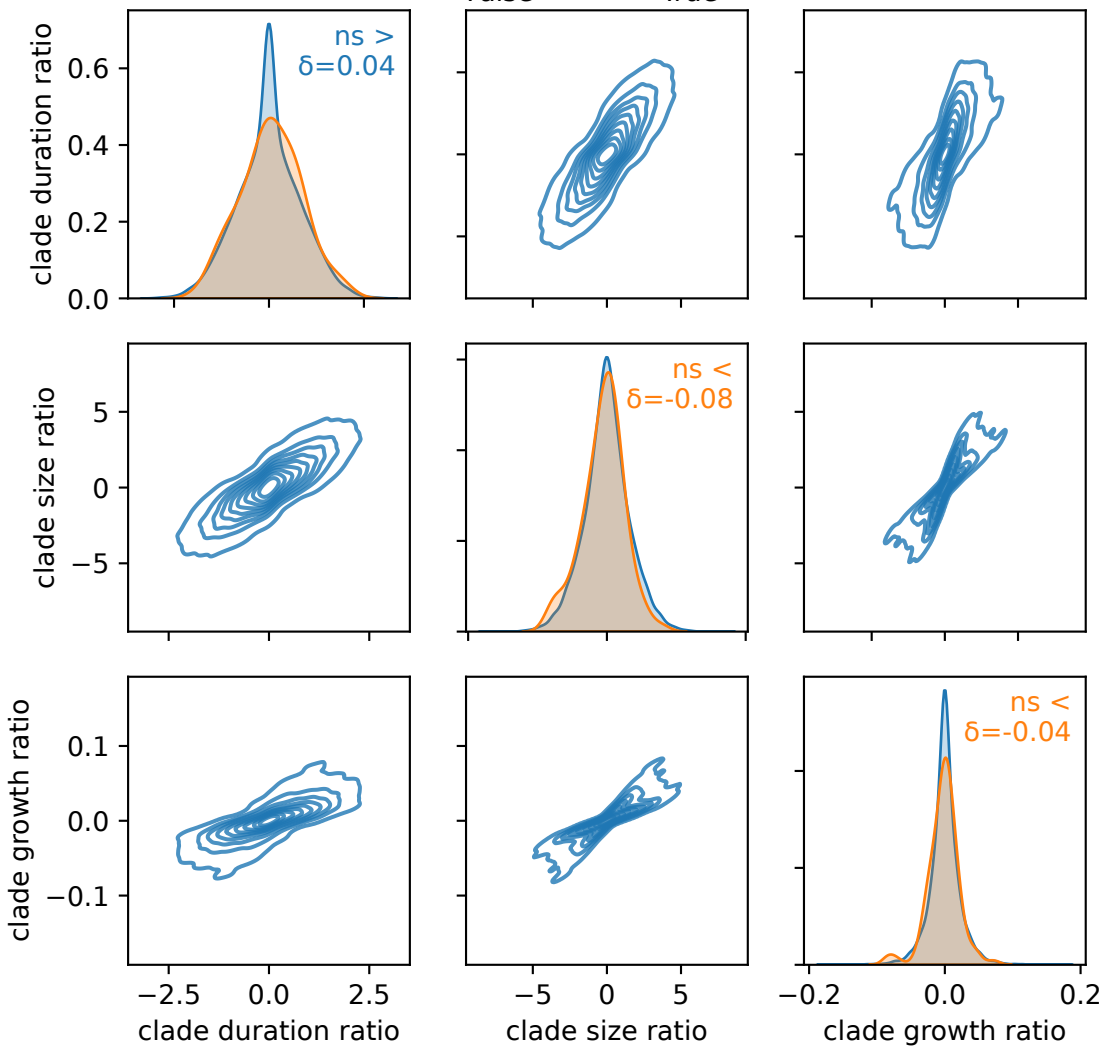 ns >
δ=0.04
clade duration ratio
0.6
0.4
0.2
0.0
ns <
δ=-0.08
clade size ratio
5
0
−5
ns <
δ=-0.04
clade growth ratio
0.1
0.0
−0.1
−2.5 0.0 2.5
−5 0 5
−0.2 0.0 0.2
clade duration ratio
clade size ratio
clade growth ratio